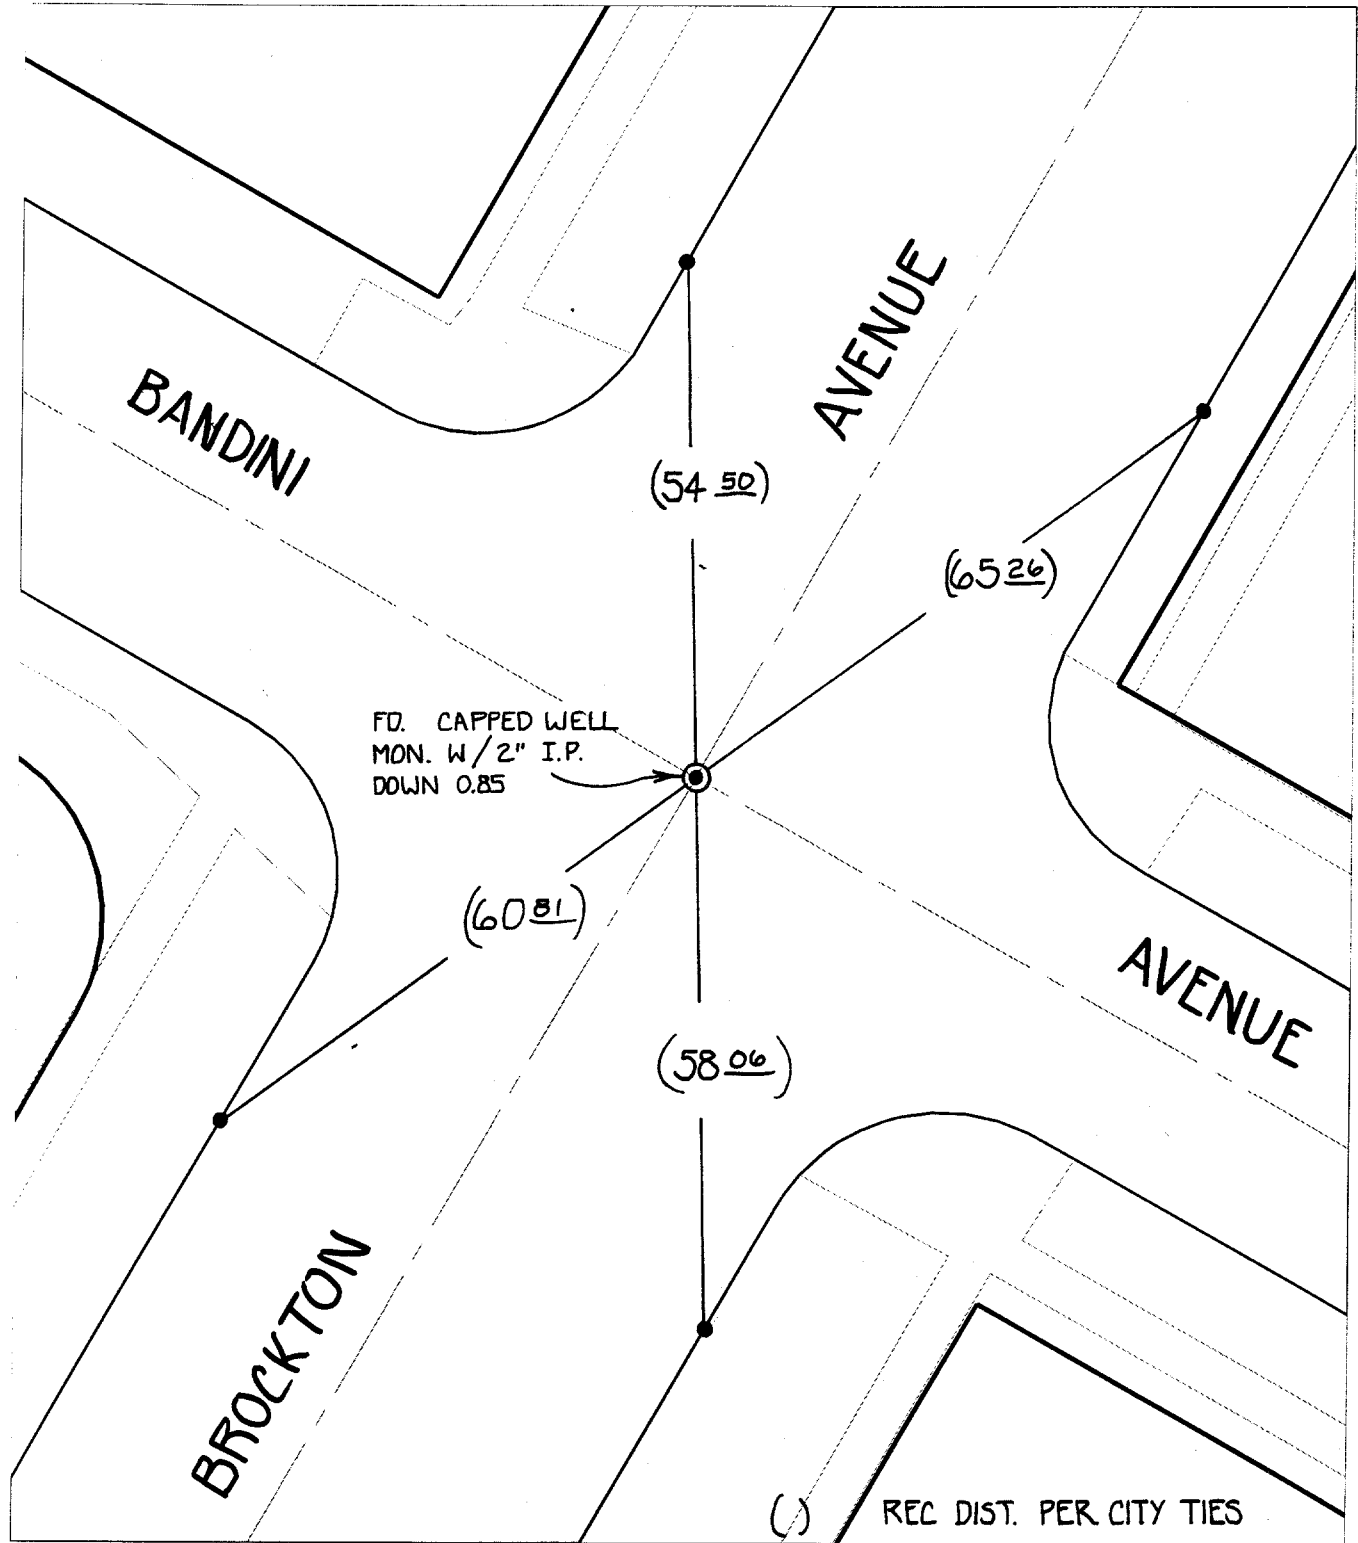 BANDINI
AVENUE
(54 50)
(65 26)
FD. CAPPED WELL
MON. W/2" I.P.
DOWN 0.85
(60 81)
AVENUE
(58 06)
BROCKTON
( ) REC DIST. PER CITY TIES